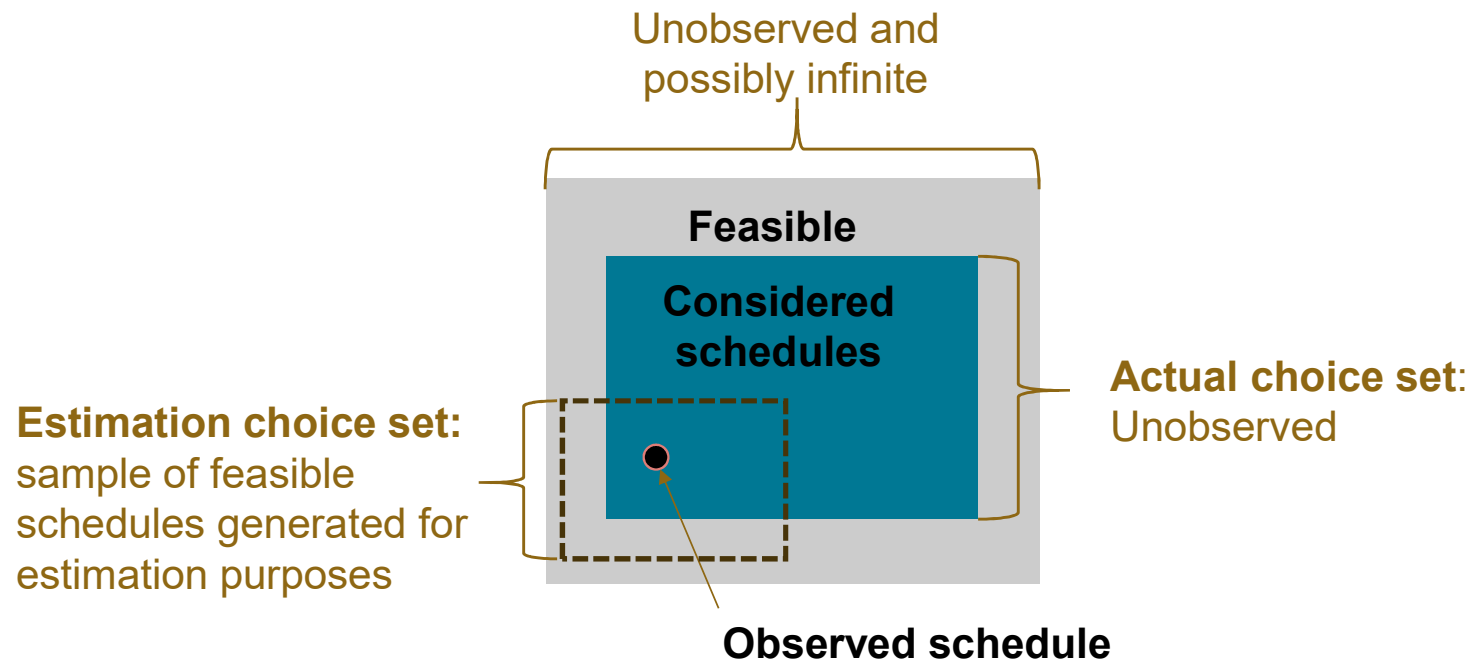 Unobserved and
possibly infinite
Feasible
Considered
schedules
Actual choice set:
Unobserved
Estimation choice set:
sample of feasible
schedules generated for
estimation purposes
Observed schedule